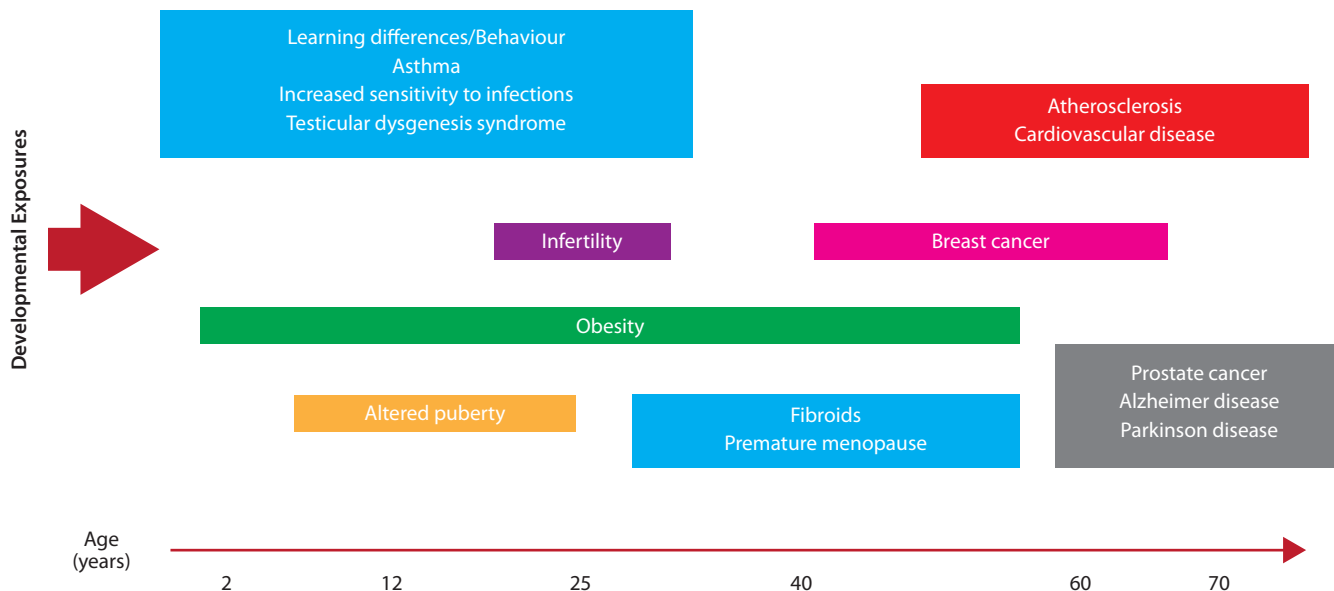 Developmental Exposures
Learning differences/Behaviour
Asthma
Increased sensitivity to infections
Testicular dysgenesis syndrome
Atherosclerosis
Cardiovascular disease
Infertility
Breast cancer
Obesity
Altered puberty
Fibroids
Premature menopause
Prostate cancer
Alzheimer disease
Parkinson disease
Age
(years)
2 12 25 40 60 70